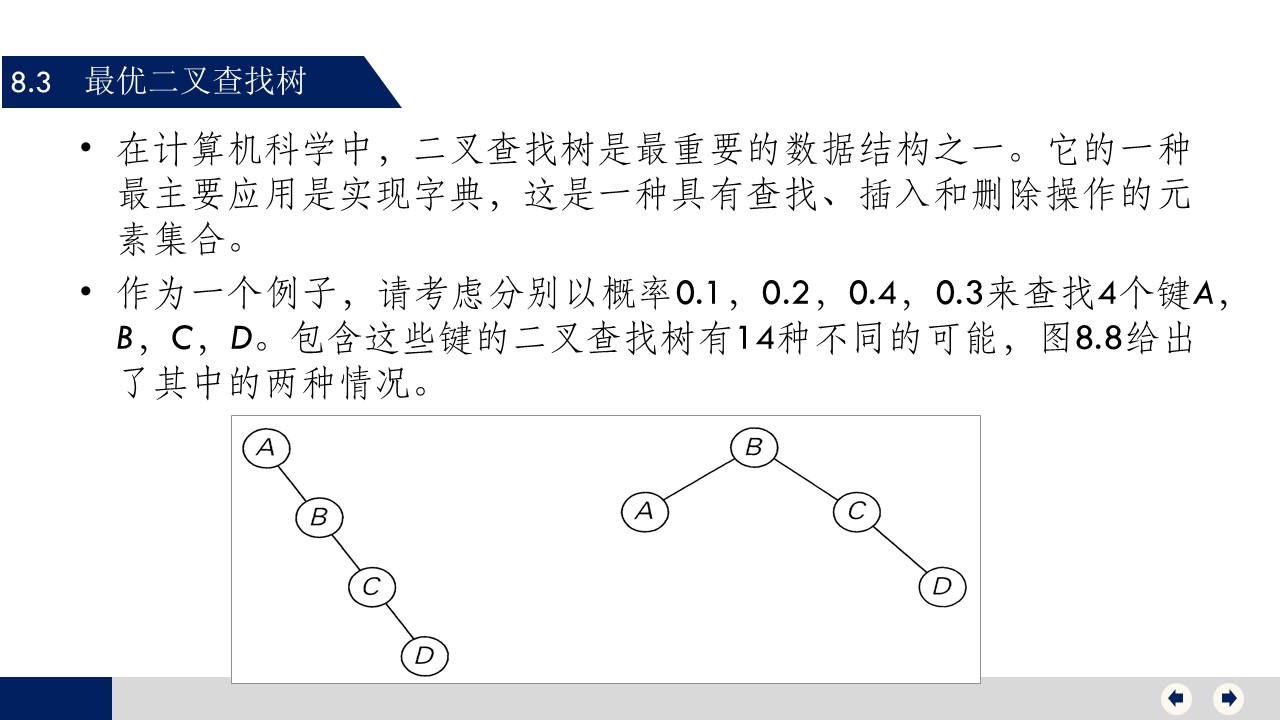 8.3 最优二叉查找树
• 在计算机科学中，二叉查找树是最重要的数据结构之一。它的一种
最主要应用是实现字典，这是一种具有查找、插入和删除操作的元
素集合。
• 作为一个例子，请考虑分别以概率0.1，0.2，0.4，0.3来查找4个键A，
B，C，D。包含这些键的二叉查找树有14种不同的可能，图8.8给出
了其中的两种情况。
A
B
C
D
B
A
C
D